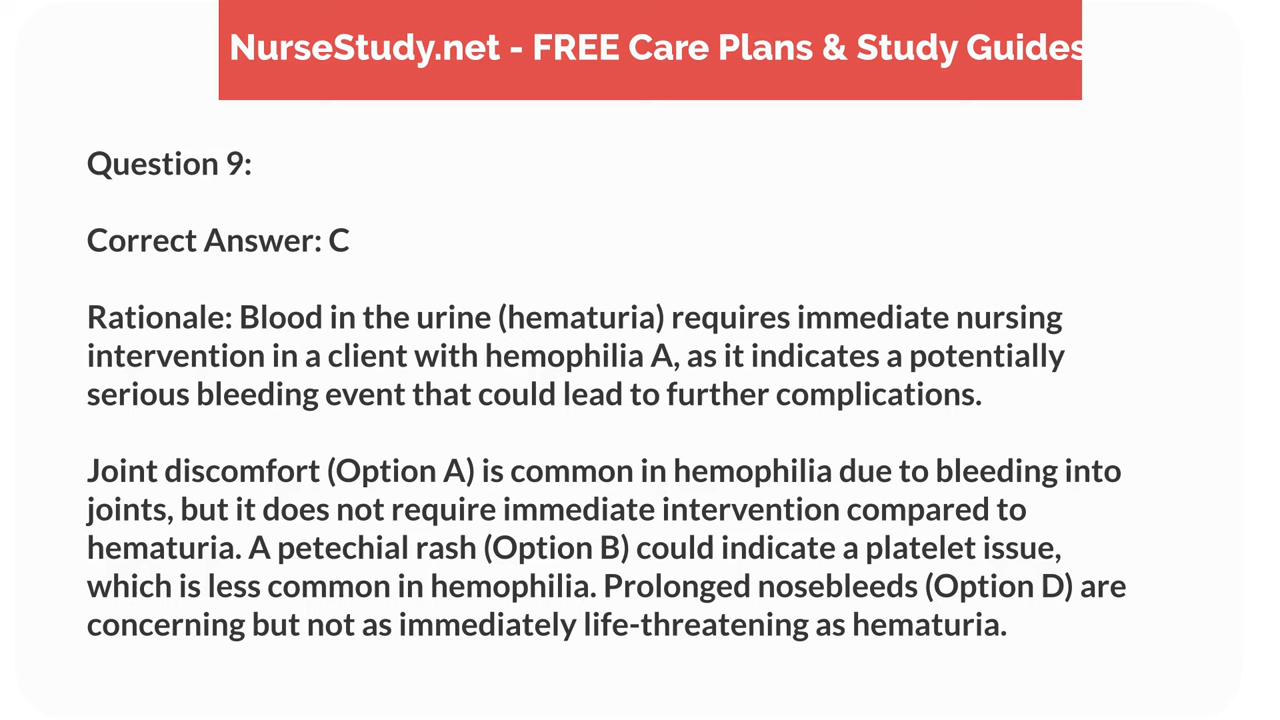 NurseStudy.net - FREE Care Plans & Study Guides
Question 9:
Correct Answer: C
Rationale: Blood in the urine (hematuria) requires immediate nursing
intervention in a client with hemophilia A, as it indicates a potentially
serious bleeding event that could lead to further complications.
Joint discomfort (Option A) is common in hemophilia due to bleeding into
joints, but it does not require immediate intervention compared to
hematuria. A petechial rash (Option B) could indicate a platelet issue,
which is less common in hemophilia. Prolonged nosebleeds (Option D) are
concerning but not as immediately life-threatening as hematuria.